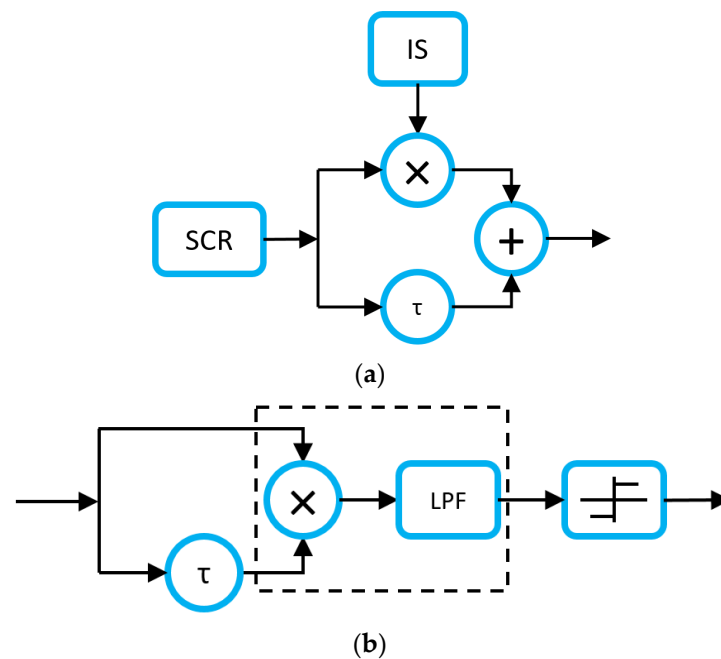 IS
×
SCR
+
τ
(a)
×
LPF
τ
(b)